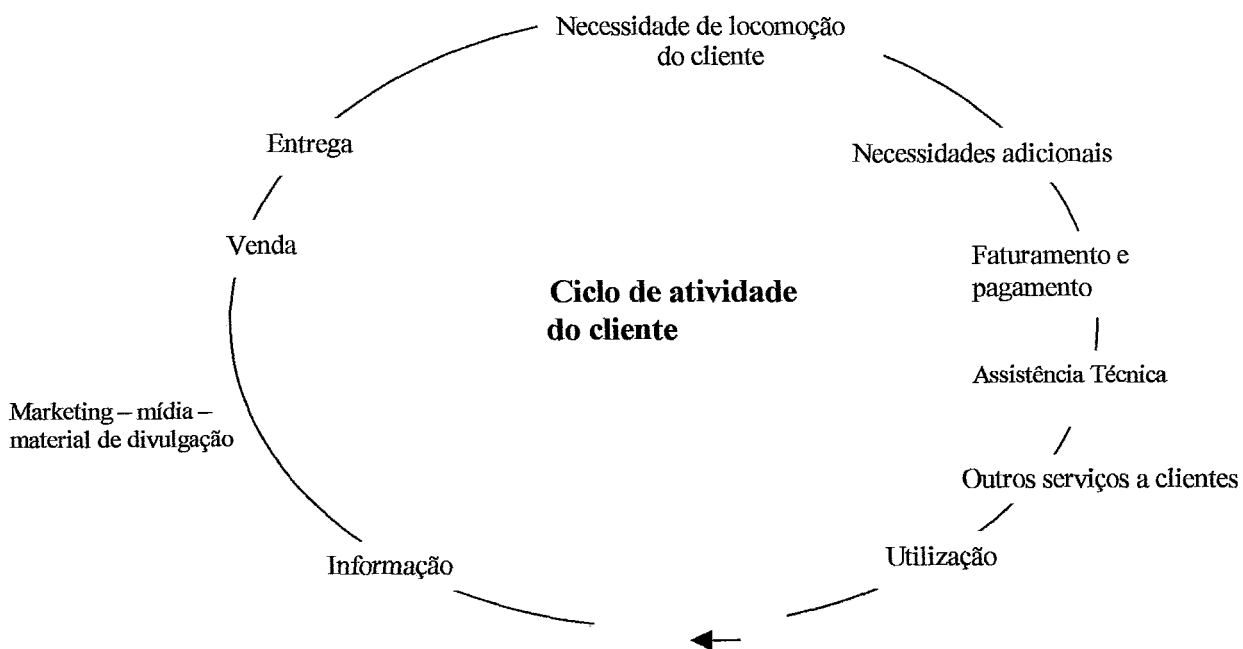 Necessidade de locomoção
do cliente
Entrega
Necessidades adicionais
Venda
Faturamento e
pagamento
Ciclo de atividade
do cliente
Assistência Técnica
Marketing – mídia –
material de divulgação
Outros serviços a clientes
Utilização
Informação